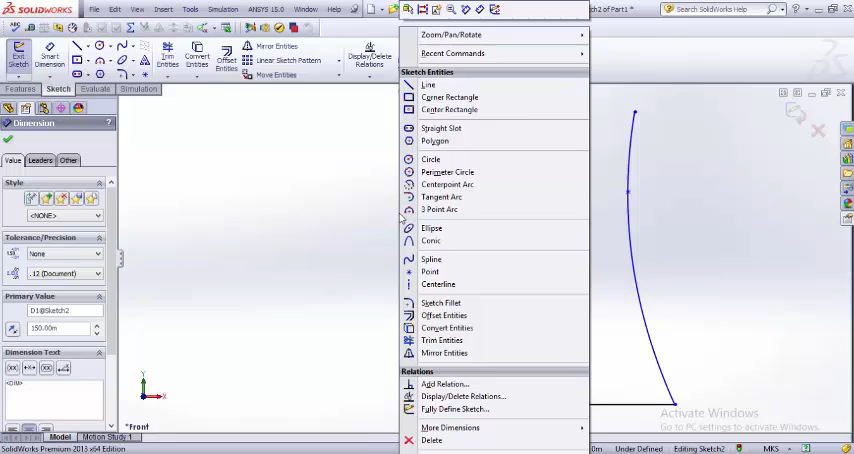 SOLIDWORKS File Edit View Insert Tools Simulation ANSYS 15.0 Window Help
ch2 of Part1 * Search SolidWorks Help
Exit Sketch Smart Dimension Trim Entities Convert Entities Offset Entities Mirror Entities Linear Sketch Pattern Move Entities Display/Delete Relations
Features Sketch Evaluate Simulation
Dimension ?
Value Leaders Other
Style
<NONE>
Tolerance/Precision
None
.12 (Document)
Primary Value
D1@Sketch2
150.00m
Dimension Text
<DIM>
Zoom/Pan/Rotate
Recent Commands
Sketch Entities
Line
Corner Rectangle
Center Rectangle
Straight Slot
Polygon
Circle
Perimeter Circle
Centerpoint Arc
Tangent Arc
3 Point Arc
Ellipse
Conic
Spline
Point
Centerline
Sketch Fillet
Offset Entities
Convert Entities
Trim Entities
Mirror Entities
Relations
Add Relation...
Display/Delete Relations...
Fully Define Sketch...
More Dimensions
Delete
Y
X
*Front
Activate Windows
Go to PC settings to activate Windows.
Model Motion Study 1
SolidWorks Premium 2013 x64 Edition 0m Under Defined Editing Sketch2 MKS